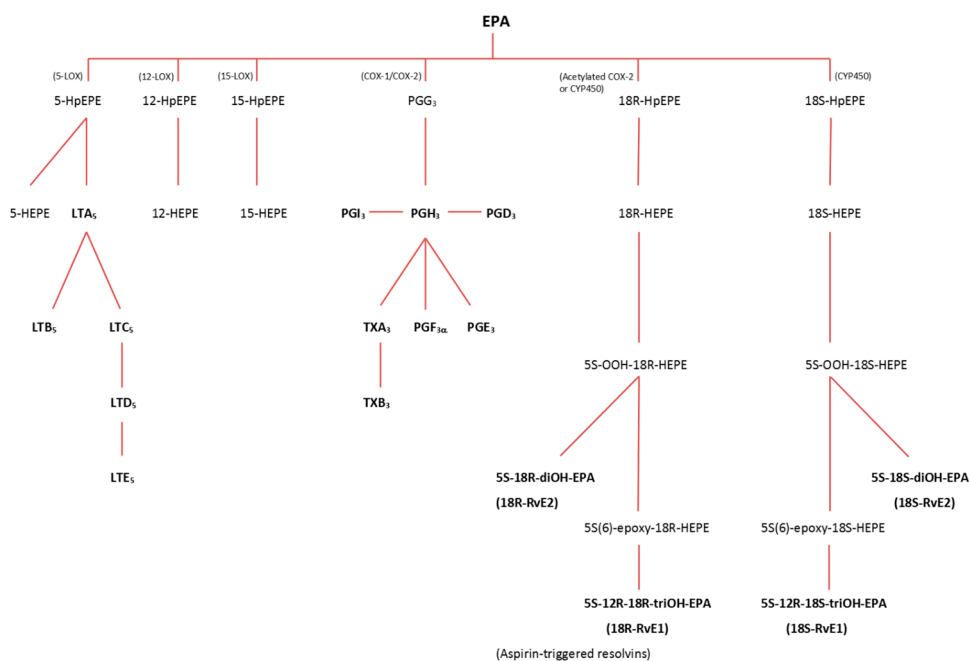 EPA
(5-LOX) (12-LOX) (15-LOX) (COX-1/COX-2) (Acetylated COX-2 (CYP450)
or CYP450)
5-HpEPE 12-HpEPE 15-HpEPE PGG₃ 18R-HpEPE 18S-HpEPE
5-HEPE LTA₅ 12-HEPE 15-HEPE PGI₃ PGH₃ PGD₃ 18R-HEPE 18S-HEPE
LTB₅ LTC₅ TXA₃ PGF₃α PGE₃
5S-OOH-18R-HEPE 5S-OOH-18S-HEPE
LTD₅ TXB₃
LTE₅ 5S-18R-diOH-EPA 5S-18S-diOH-EPA
(18R-RvE2) (18S-RvE2)
5S(6)-epoxy-18R-HEPE 5S(6)-epoxy-18S-HEPE
5S-12R-18R-triOH-EPA 5S-12R-18S-triOH-EPA
(18R-RvE1) (18S-RvE1)
(Aspirin-triggered resolvins)